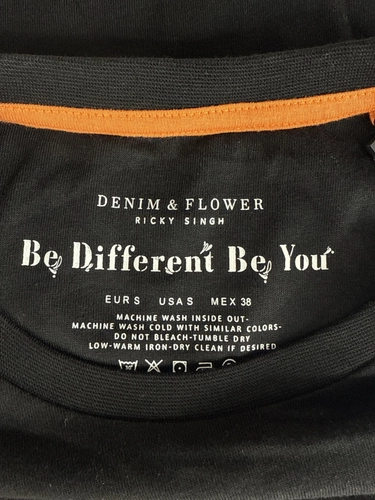 DENIM & FLOWER
RICKY SINGH
Be Different Be You
EUR S USA S MEX 38
MACHINE WASH INSIDE OUT-
MACHINE WASH COLD WITH SIMILAR COLORS-
DO NOT BLEACH-TUMBLE DRY
LOW-WARM IRON-DRY CLEAN IF DESIRED